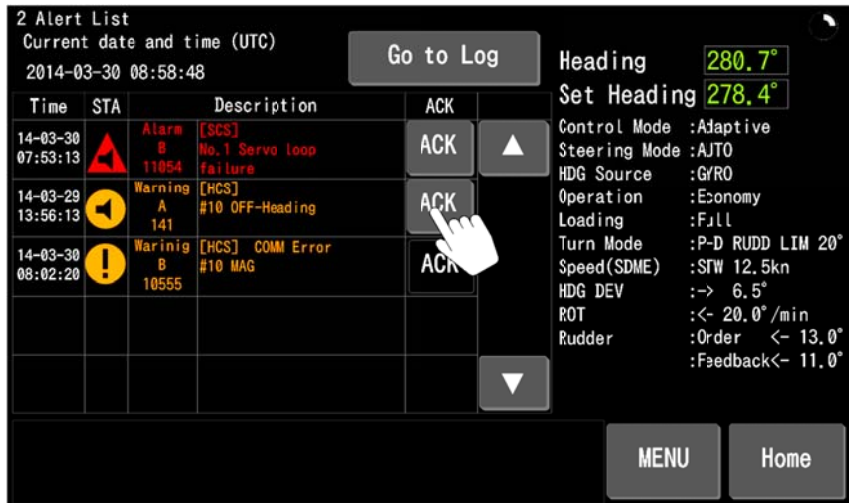 2 Alert List
Current date and time (UTC)
2014-03-30 08:58:48
Go to Log
Time STA Description ACK
14-03-30
07:53:13
Alarm
B
11054
[SCS]
No.1 Servo loop
failure
ACK
14-03-29
13:56:13
Warning
A
141
[HCS]
#10 OFF-Heading
ACK
14-03-30
08:02:20
Warinig
B
10555
[HCS] COMM Error
#10 MAG
ACK
Heading 280.7°
Set Heading 278.4°
Control Mode :Adaptive
Steering Mode :AUTO
HDG Source :GYRO
Operation :Economy
Loading :Full
Turn Mode :P-D RUDD LIM 20°
Speed(SDME) :STW 12.5kn
HDG DEV :-> 6.5°
ROT :<- 20.0°/min
Rudder :Order <- 13.0°
:Feedback<- 11.0°
MENU
Home